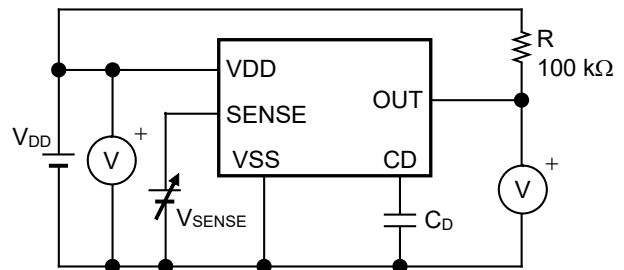 R
100 kΩ
VDD
OUT
SENSE
VDD
+
V
VSS
CD
+
V
VSENSE
CD